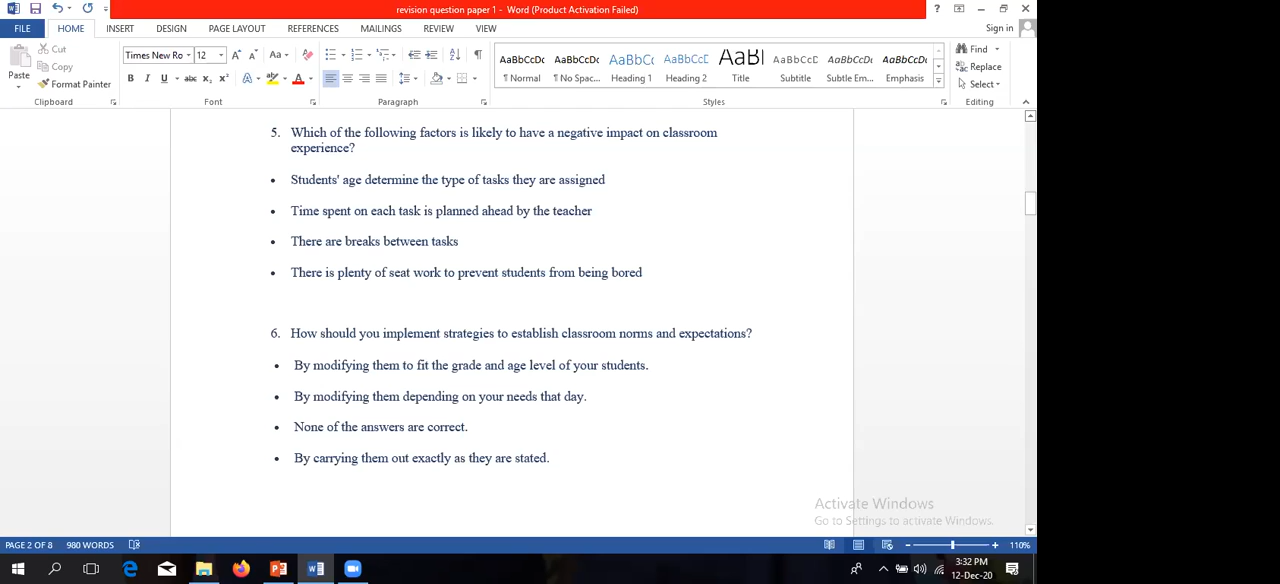 revision question paper 1 - Word (Product Activation Failed)
FILE HOME INSERT DESIGN PAGE LAYOUT REFERENCES MAILINGS REVIEW VIEW Sign in
Paste
Cut
Copy
Format Painter
Times New Ro 12
AaBbCcDc AaBbCcDc AaBbCc AaBbCcE AaBl AaBbCcD AaBbCcDc AaBbCcDc
¶ Normal ¶ No Spac... Heading 1 Heading 2 Title Subtitle Subtle Em... Emphasis
Find
Replace
Select
Clipboard Font Paragraph Styles Editing
5. Which of the following factors is likely to have a negative impact on classroom
experience?
• Students' age determine the type of tasks they are assigned
• Time spent on each task is planned ahead by the teacher
• There are breaks between tasks
• There is plenty of seat work to prevent students from being bored
6. How should you implement strategies to establish classroom norms and expectations?
• By modifying them to fit the grade and age level of your students.
• By modifying them depending on your needs that day.
• None of the answers are correct.
• By carrying them out exactly as they are stated.
Activate Windows
Go to Settings to activate Windows.
PAGE 2 OF 8 980 WORDS 110%
3:32 PM
12-Dec-20